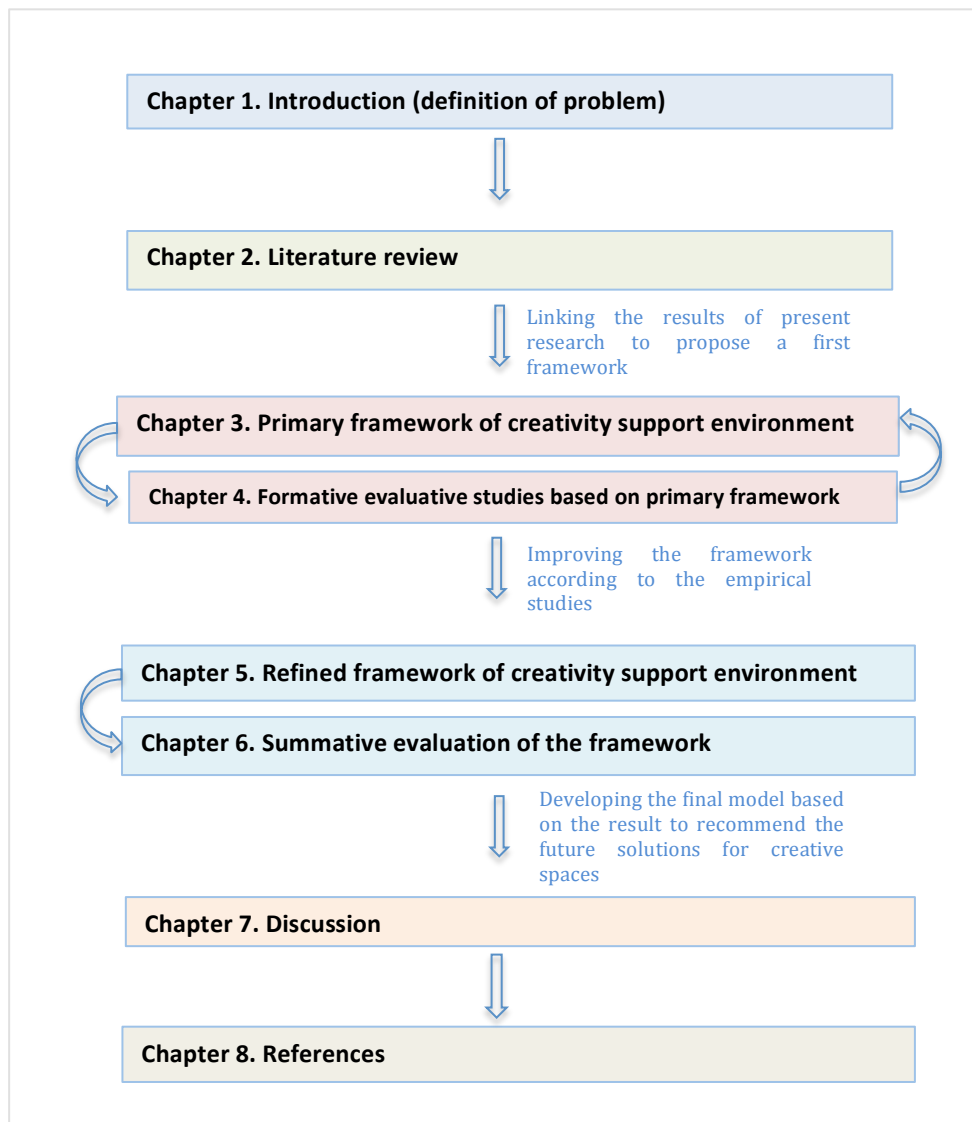 Chapter 1. Introduction (definition of problem)
Chapter 2. Literature review
Linking the results of present
research to propose a first
framework
Chapter 3. Primary framework of creativity support environment
Chapter 4. Formative evaluative studies based on primary framework
Improving the framework
according to the empirical
studies
Chapter 5. Refined framework of creativity support environment
Chapter 6. Summative evaluation of the framework
Developing the final model based
on the result to recommend the
future solutions for creative
spaces
Chapter 7. Discussion
Chapter 8. References